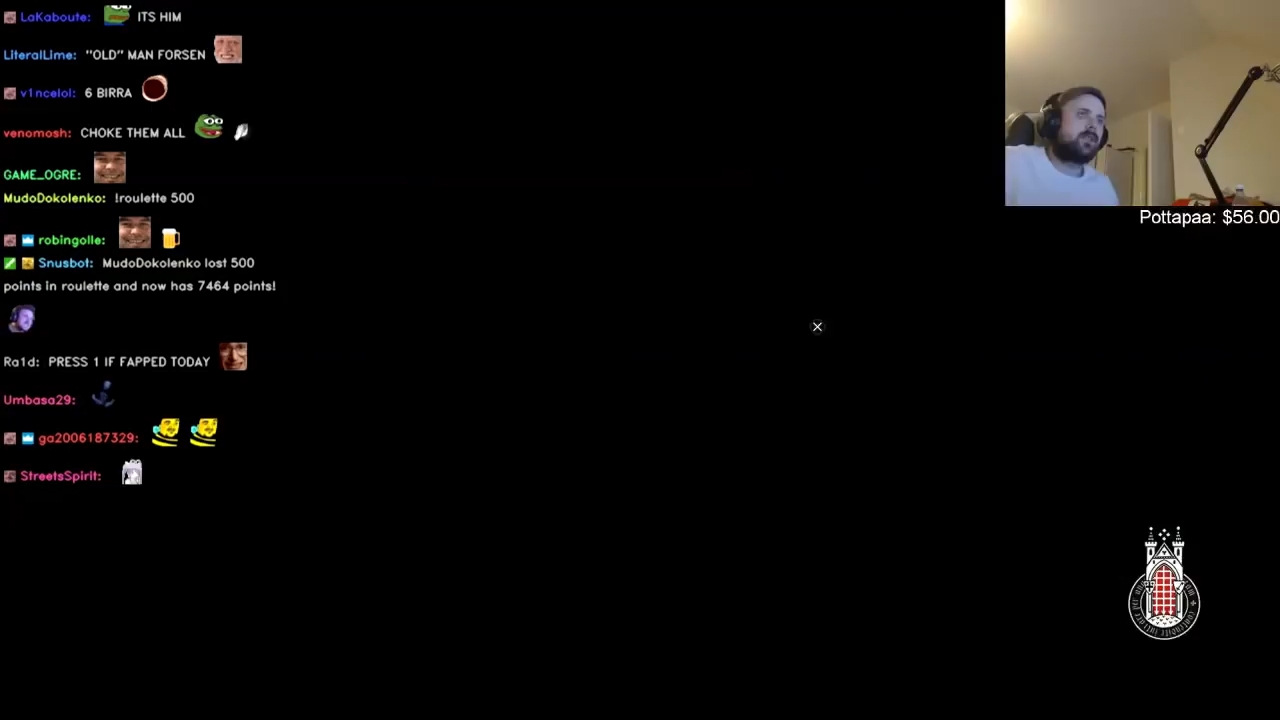 LaKaboute: ITS HIM
LiteralLime: "OLD" MAN FORSEN
v1ncelol: 6 BIRRA
venomosh: CHOKE THEM ALL
GAME_OGRE:
MudoDokolenko: !roulette 500
robingolle:
Snusbot: MudoDokolenko lost 500
points in roulette and now has 7464 points!
Ra1d: PRESS 1 IF FAPPED TODAY
Umbasa29:
ga2006187329:
StreetsSpirit:
Pottapaa: $56.00